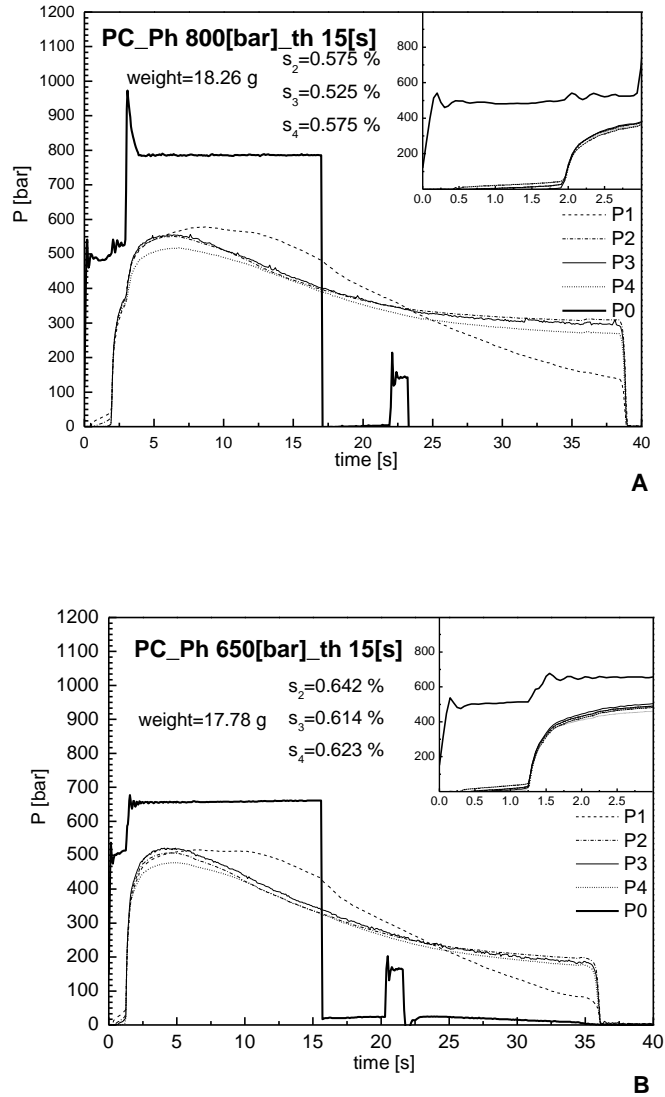 PC_Ph 800[bar]_th 15[s]
weight=18.26 g
s2=0.575 %
s3=0.525 %
s4=0.575 %
1200
1100
1000
900
800
700
600
500
400
300
200
100
0
P [bar]
0 5 10 15 20 25 30 35 40
time [s]
800
600
400
200
0.0 0.5 1.0 1.5 2.0 2.5
P1
P2
P3
P4
P0
A
PC_Ph 650[bar]_th 15[s]
s2=0.642 %
weight=17.78 g
s3=0.614 %
s4=0.623 %
1200
1100
1000
900
800
700
600
500
400
300
200
100
0
P [bar]
0 5 10 15 20 25 30 35 40
time [s]
800
600
400
200
0.0 0.5 1.0 1.5 2.0 2.5
P1
P2
P3
P4
P0
B